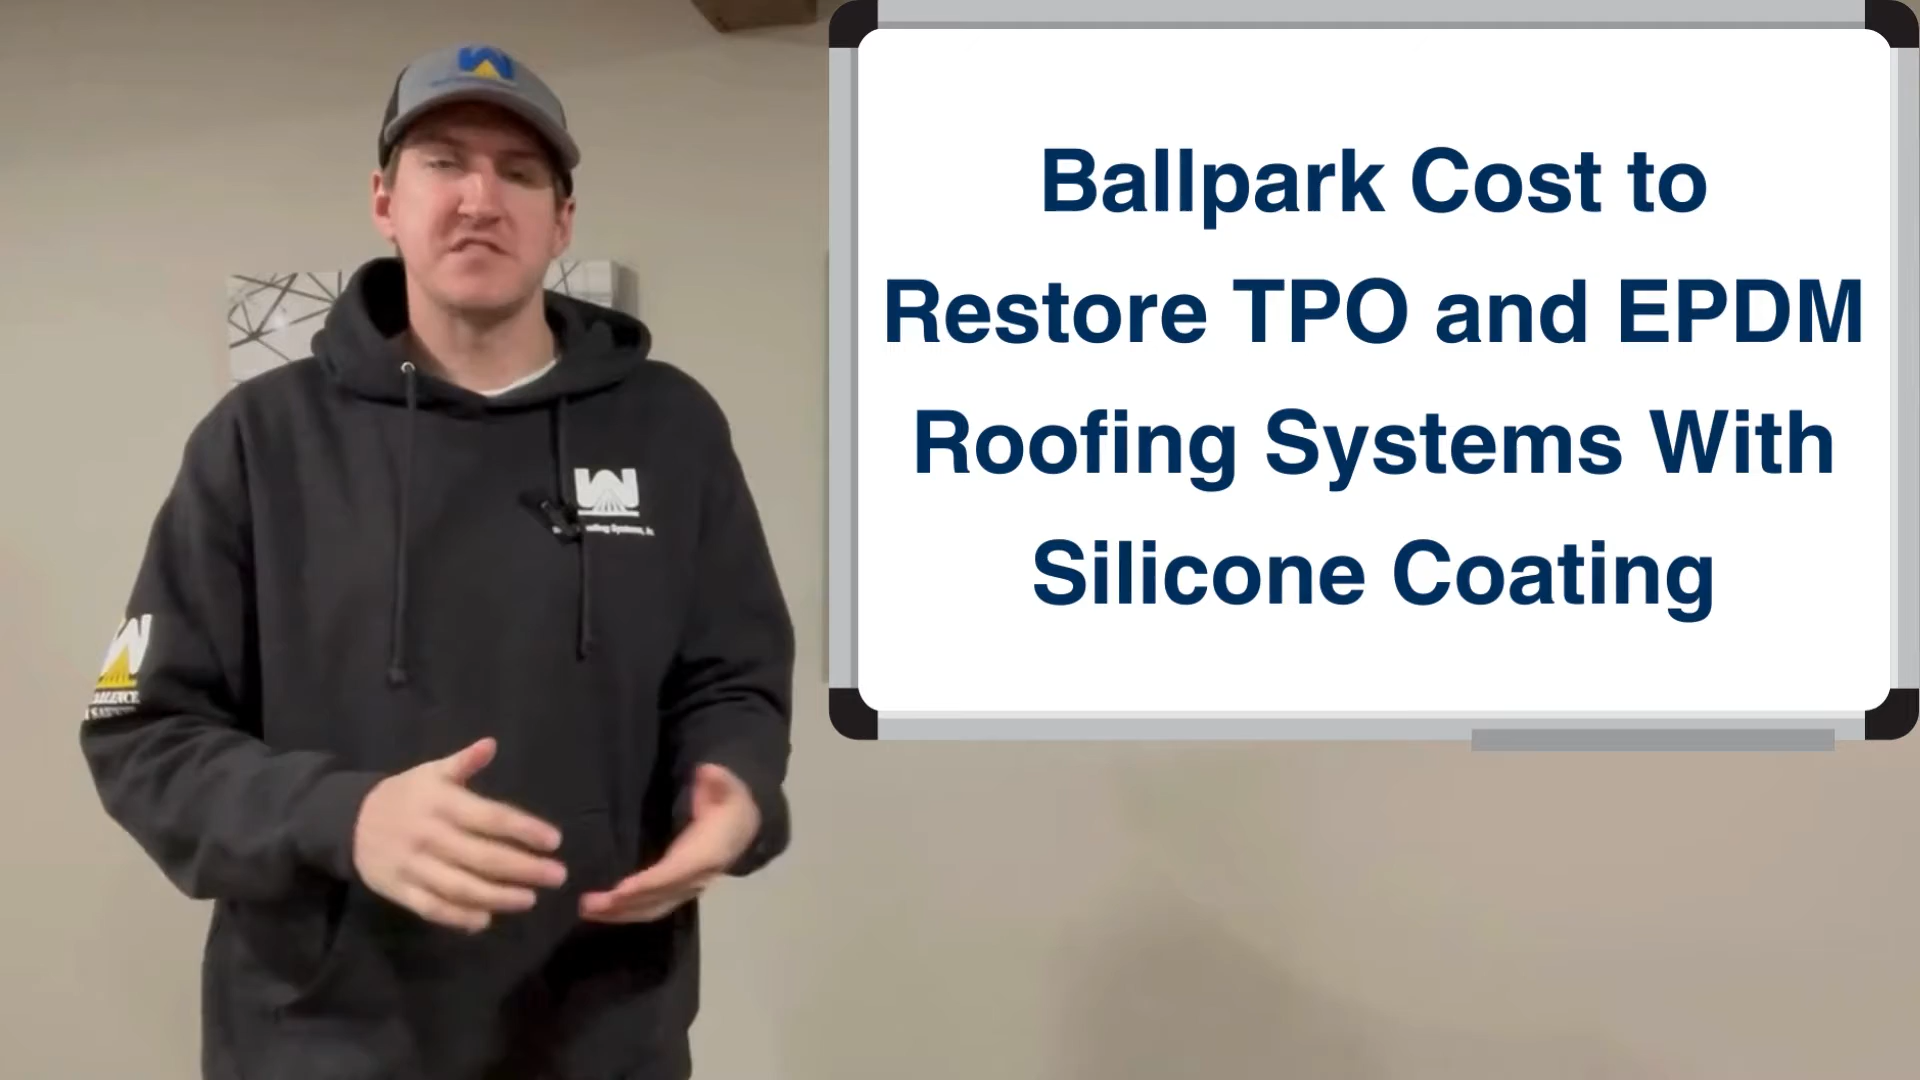 Ballpark Cost to
Restore TPO and EPDM
Roofing Systems With
Silicone Coating
W